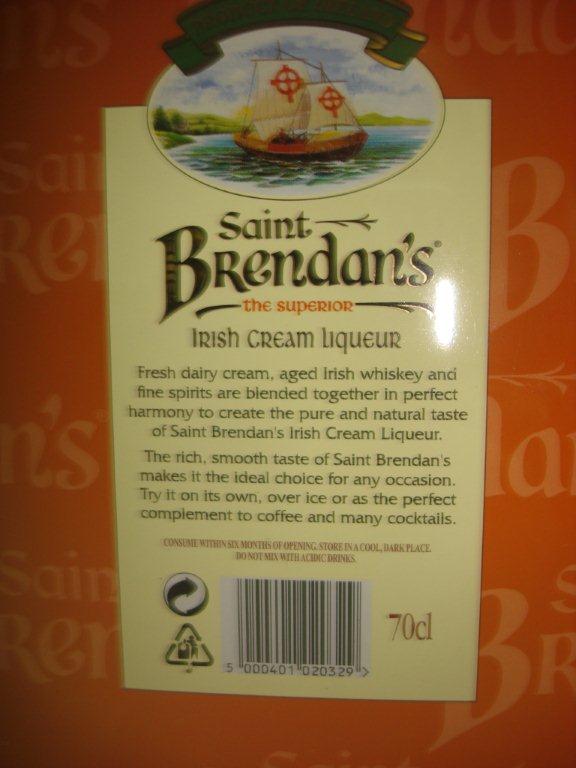 PRODUCT OF IRELAND
Saint
Brendan's®
THE SUPERIOR
IRISH CREAM LIQUEUR
Fresh dairy cream, aged Irish whiskey and
fine spirits are blended together in perfect
harmony to create the pure and natural taste
of Saint Brendan's Irish Cream Liqueur.
The rich, smooth taste of Saint Brendan's
makes it the ideal choice for any occasion.
Try it on its own, over ice or as the perfect
complement to coffee and many cocktails.
CONSUME WITHIN SIX MONTHS OF OPENING. STORE IN A COOL, DARK PLACE.
DO NOT MIX WITH ACIDIC DRINKS.
70cl
5 000401 020329 >